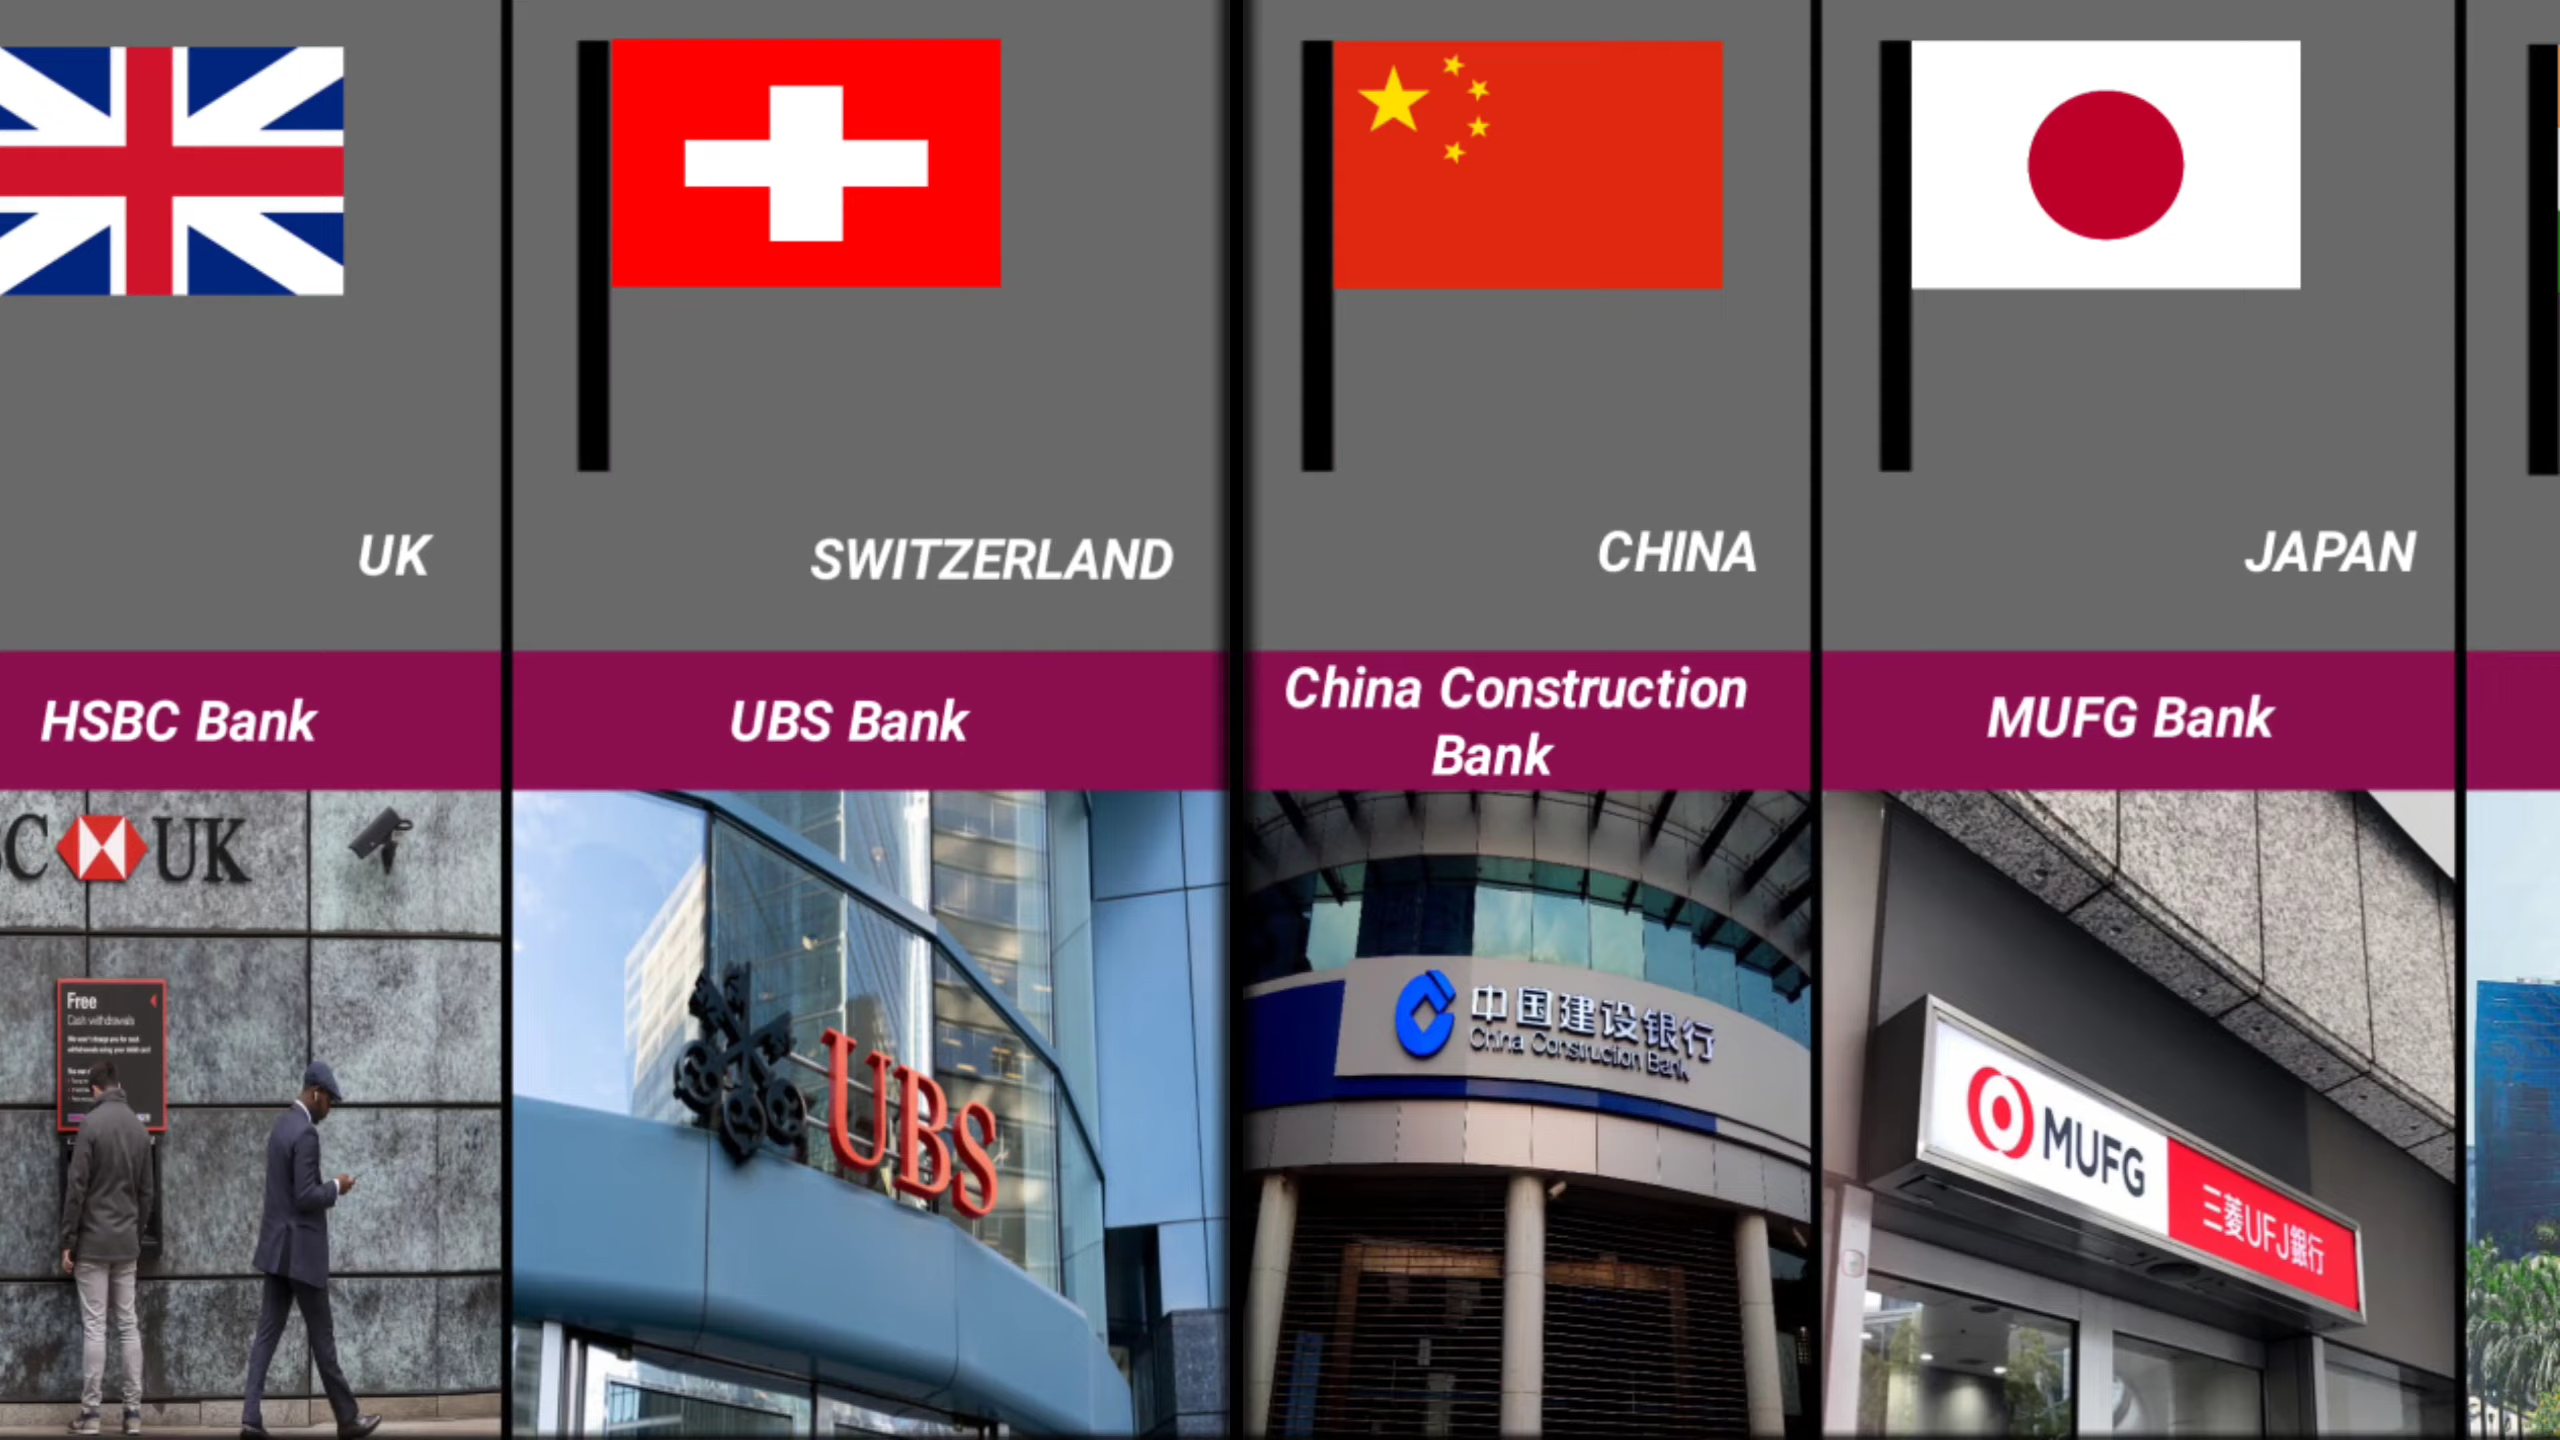 UK
SWITZERLAND
CHINA
JAPAN
HSBC Bank
UBS Bank
China Construction
Bank
MUFG Bank
UK
Free
Cash withdrawals
UBS
中国建设银行
China Construction Bank
MUFG
三菱UFJ銀行